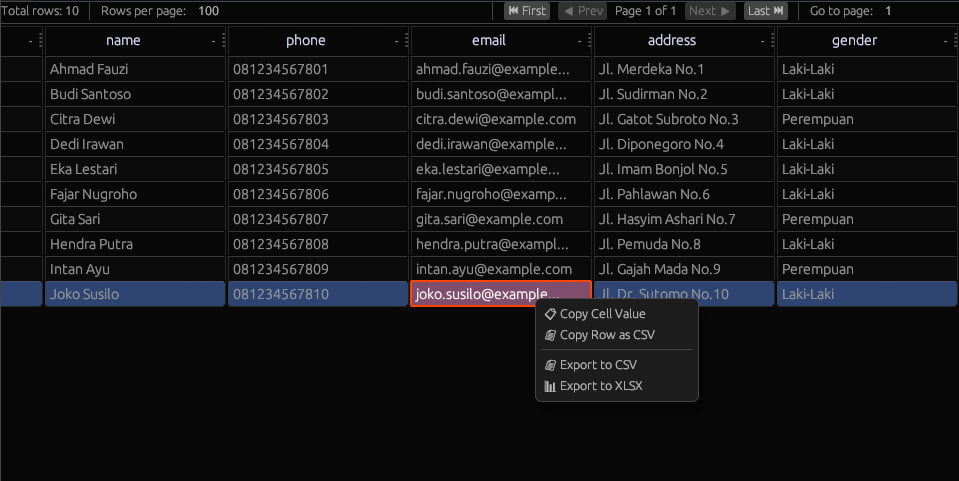 Total rows: 10 Rows per page: 100 First Prev Page 1 of 1 Next Last Go to page: 1
name - phone - email - address - gender -
Ahmad Fauzi 081234567801 ahmad.fauzi@example... Jl. Merdeka No.1 Laki-Laki
Budi Santoso 081234567802 budi.santoso@exampl... Jl. Sudirman No.2 Laki-Laki
Citra Dewi 081234567803 citra.dewi@example.com Jl. Gatot Subroto No.3 Perempuan
Dedi Irawan 081234567804 dedi.irawan@example... Jl. Diponegoro No.4 Laki-Laki
Eka Lestari 081234567805 eka.lestari@example... Jl. Imam Bonjol No.5 Laki-Laki
Fajar Nugroho 081234567806 fajar.nugroho@examp... Jl. Pahlawan No.6 Laki-Laki
Gita Sari 081234567807 gita.sari@example.com Jl. Hasyim Ashari No.7 Perempuan
Hendra Putra 081234567808 hendra.putra@exampl... Jl. Pemuda No.8 Laki-Laki
Intan Ayu 081234567809 intan.ayu@example.com Jl. Gajah Mada No.9 Perempuan
Joko Susilo 081234567810 joko.susilo@example... Jl. Dr. Sutomo No.10 Laki-Laki
Copy Cell Value
Copy Row as CSV
Export to CSV
Export to XLSX